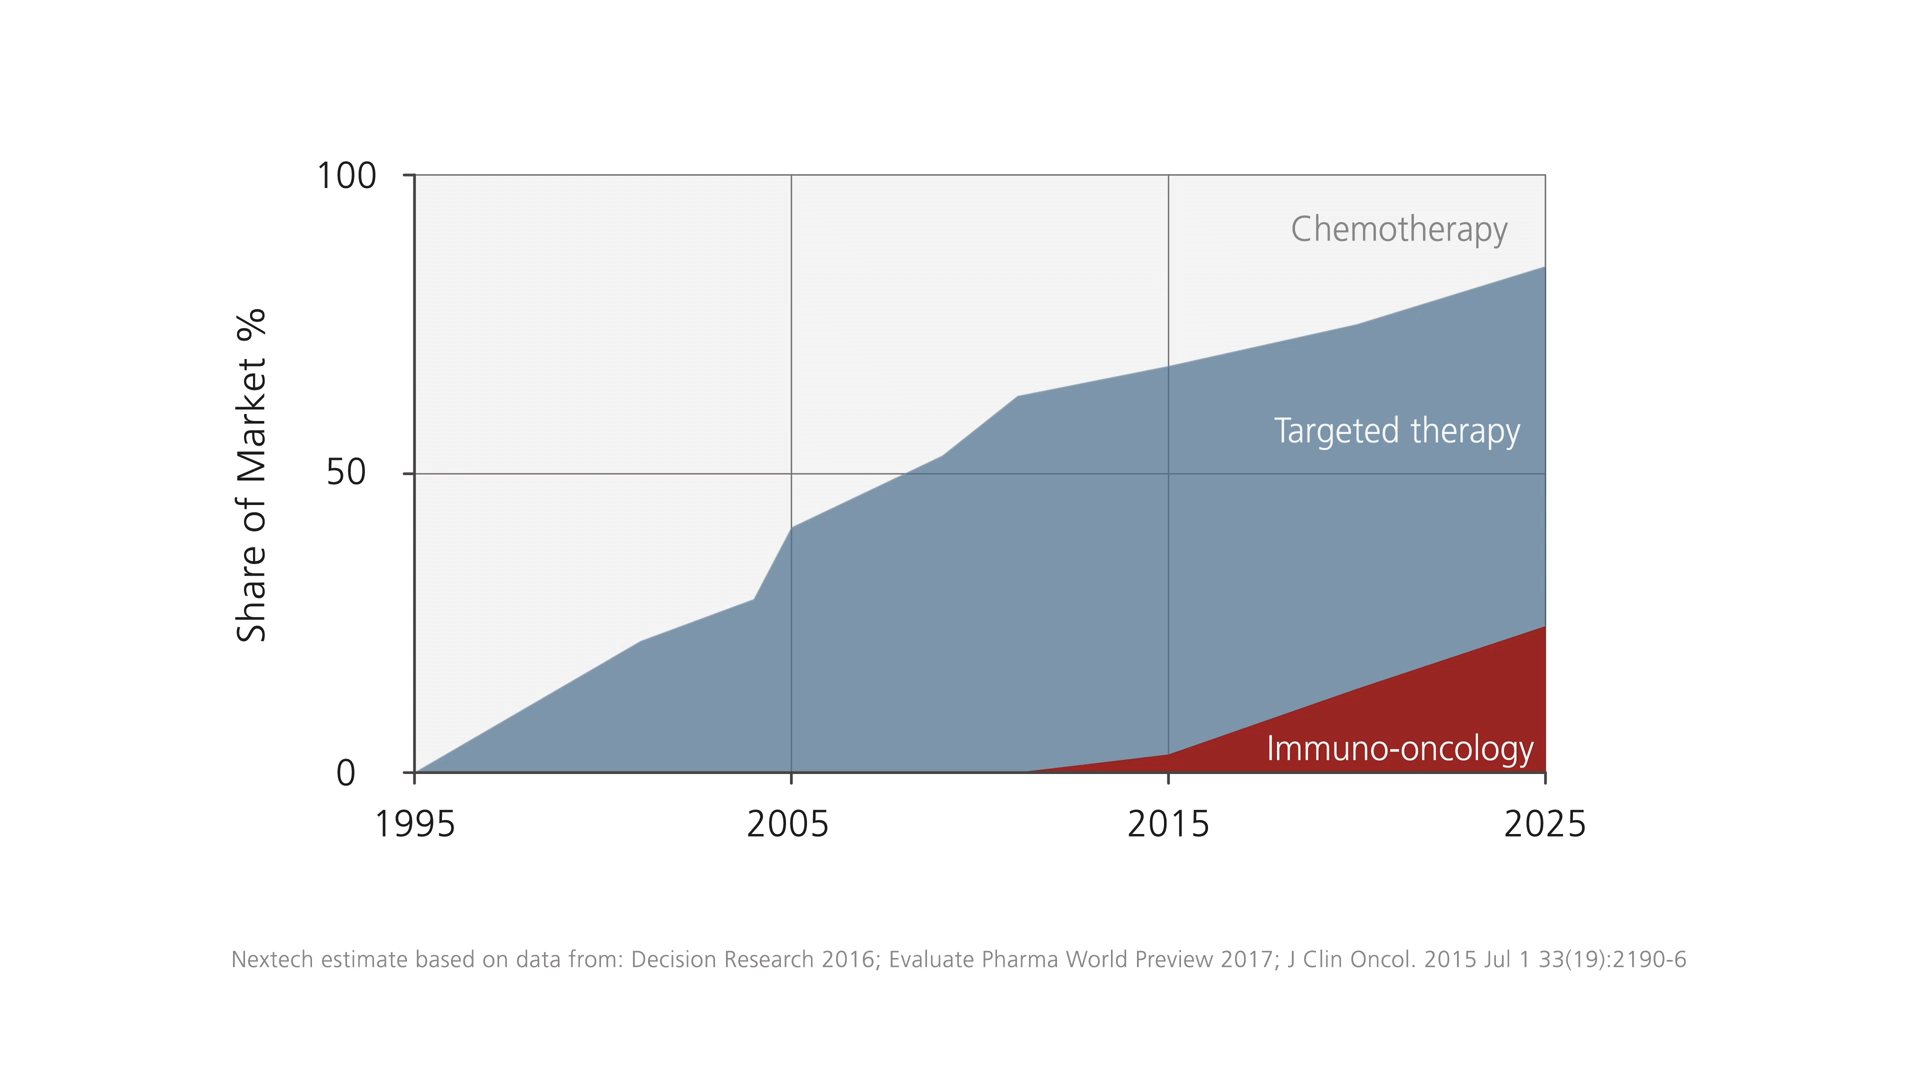 100
Chemotherapy
Share of Market %
Targeted therapy
50
Immuno-oncology
0
1995
2005
2015
2025
Nextech estimate based on data from: Decision Research 2016; Evaluate Pharma World Preview 2017; J Clin Oncol. 2015 Jul 1 33(19):2190-6